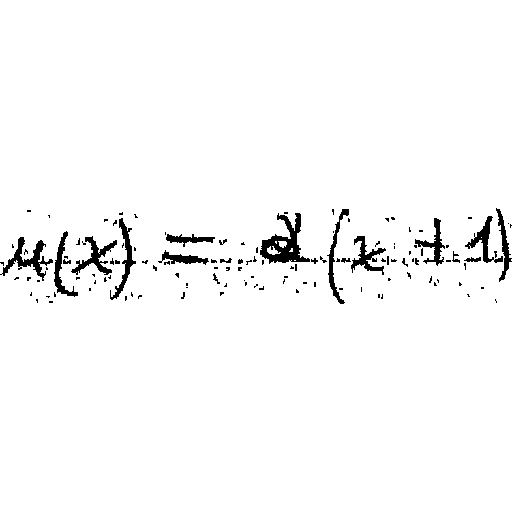 u(x) = 2(x+1)